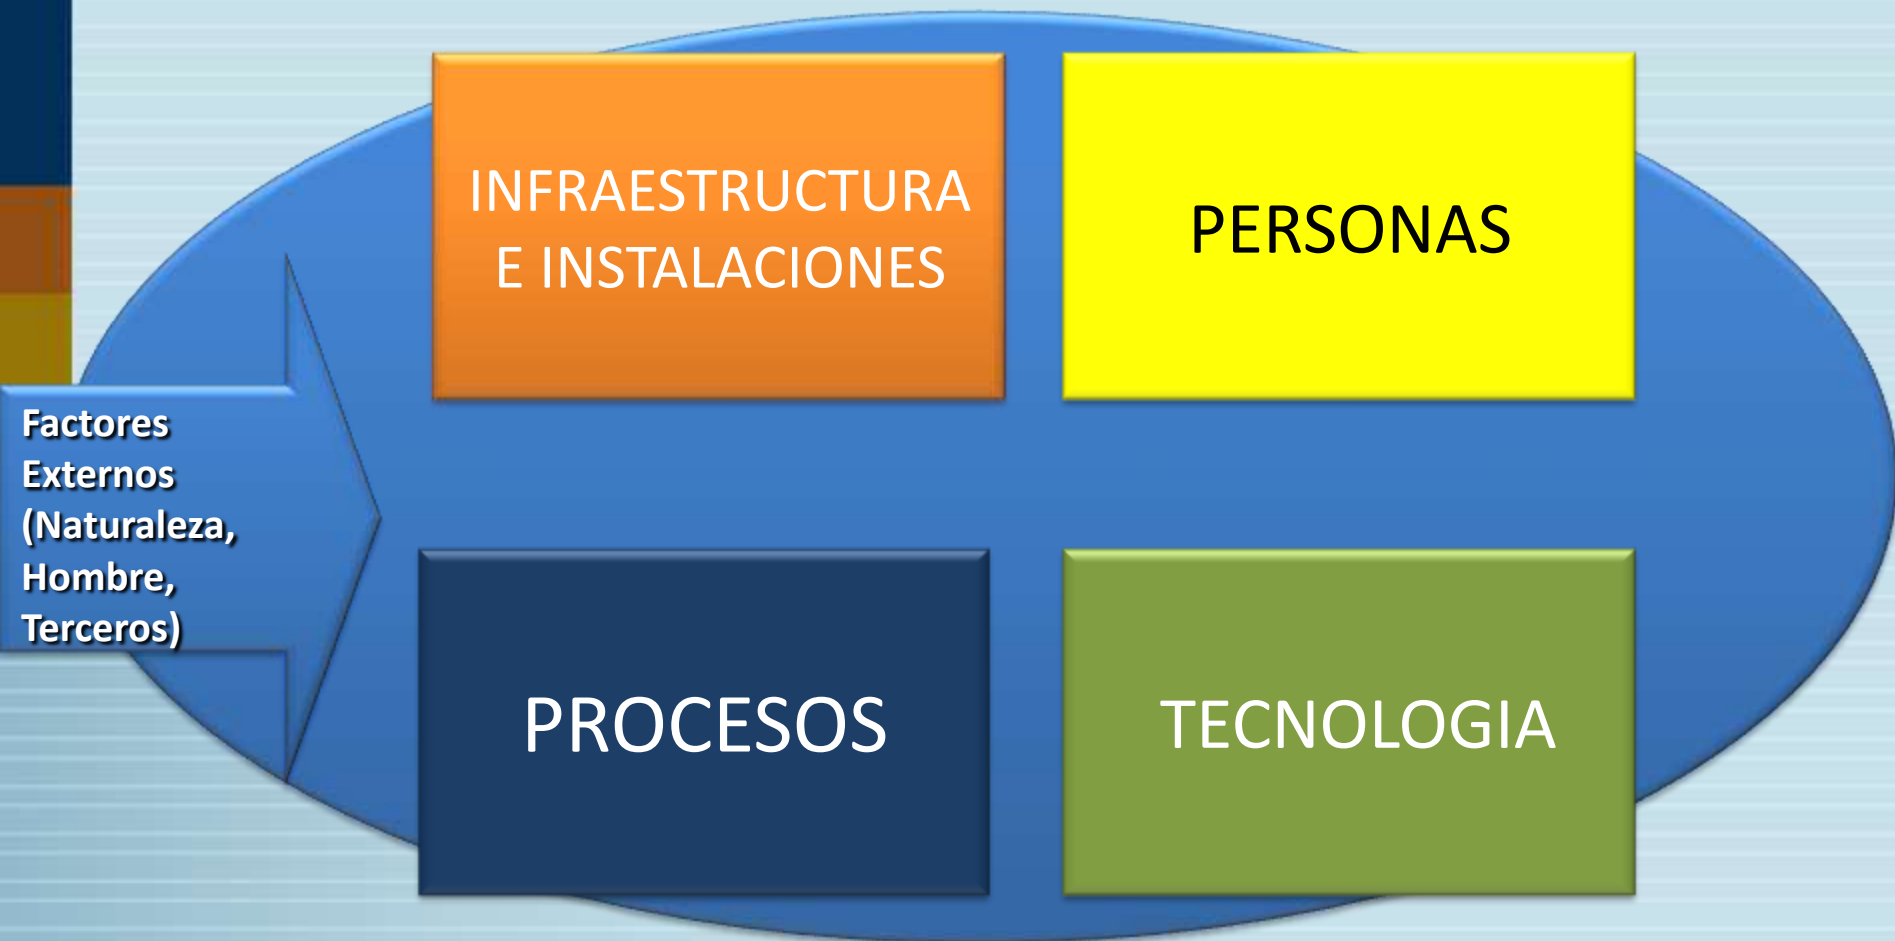 INFRAESTRUCTURA
E INSTALACIONES
PERSONAS
Factores
Externos
(Naturaleza,
Hombre,
Terceros)
PROCESOS
TECNOLOGIA